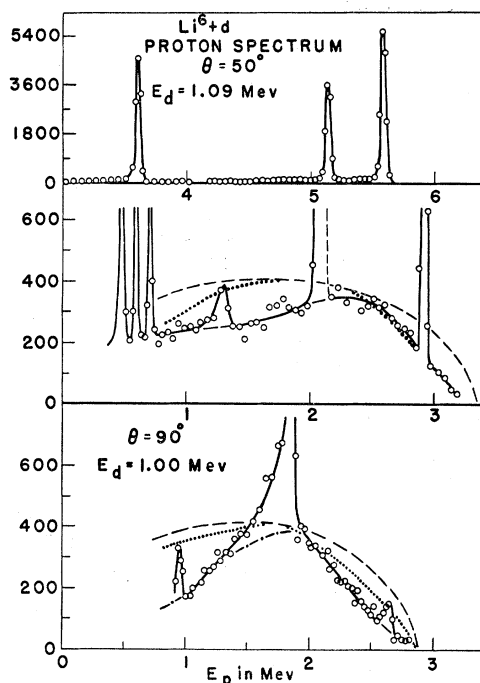 Li⁶+d
PROTON SPECTRUM
θ = 50°
E_d = 1.09 Mev
5400
3600
1800
0
4 5 6
600
400
200
0
1 2 3
θ = 90°
E_d = 1.00 Mev
600
400
200
0
0 1 2 3
E_p in Mev